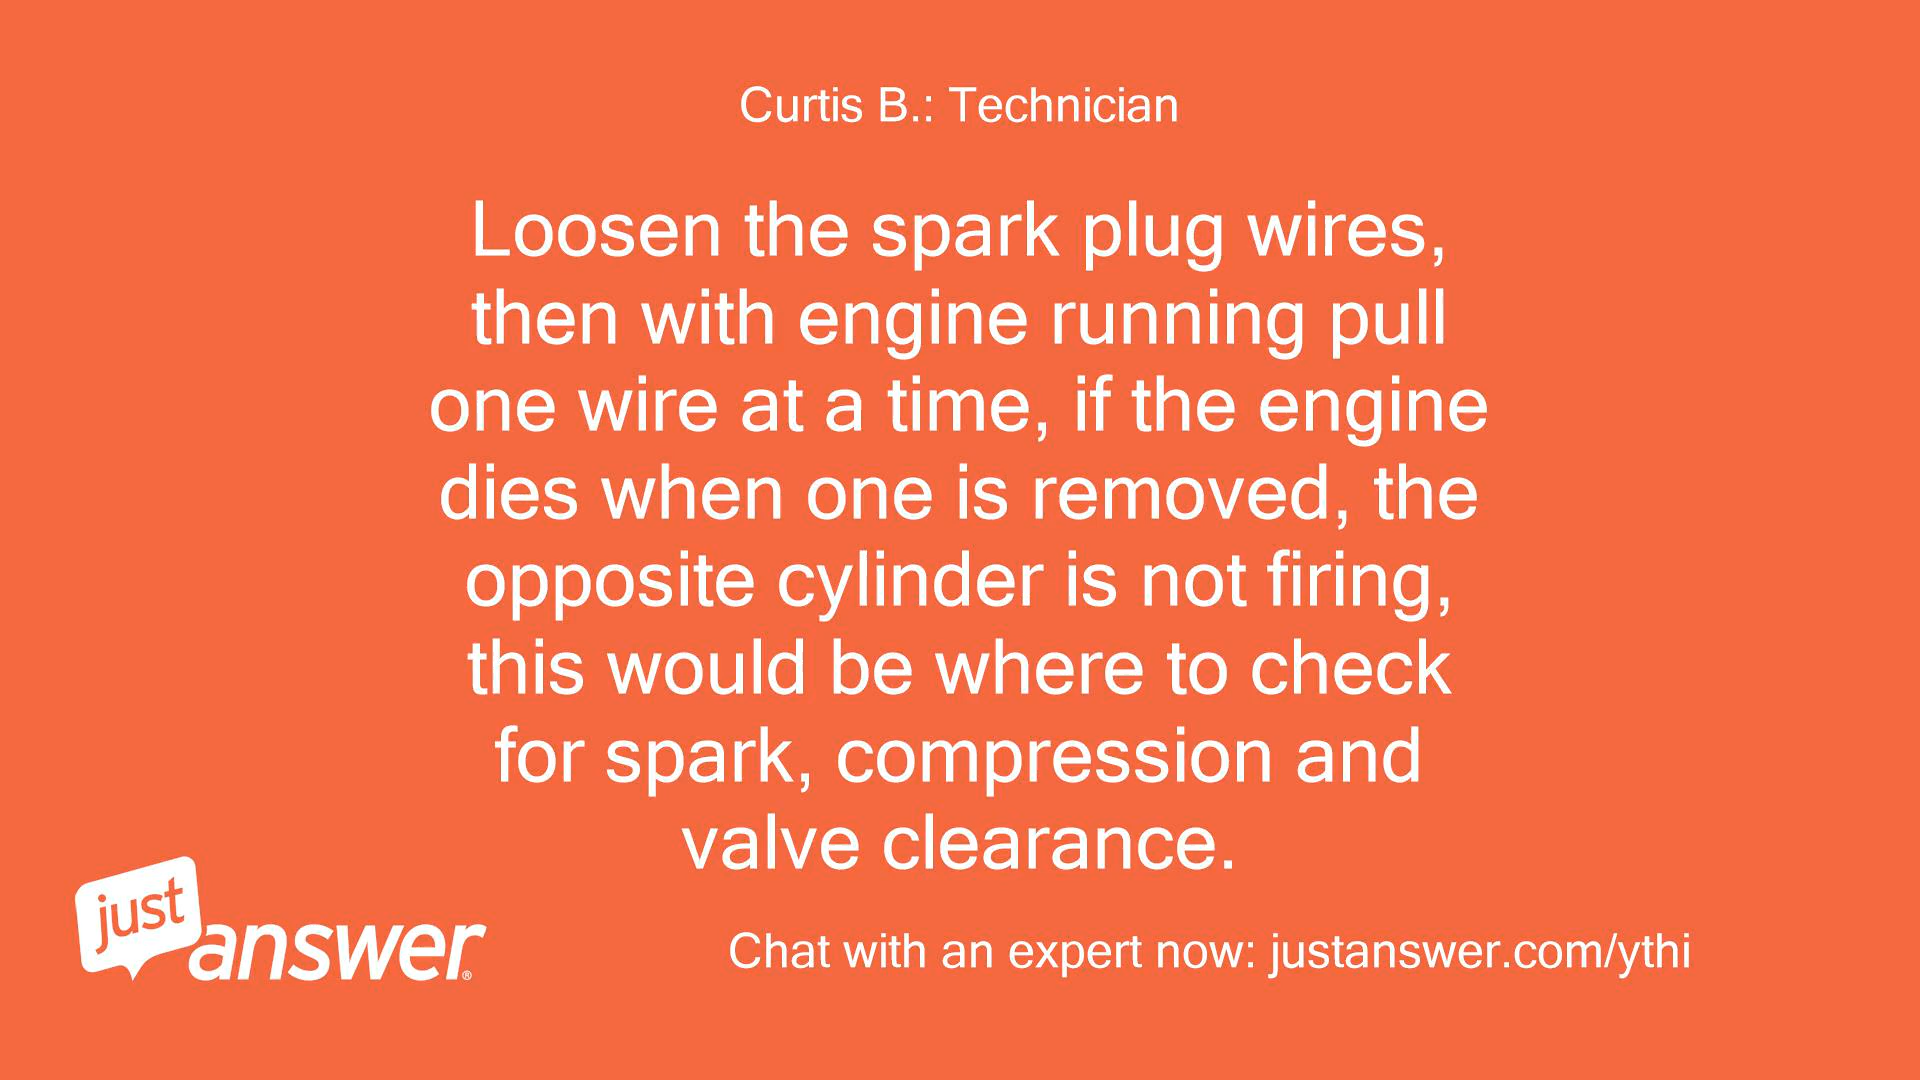 Curtis B.: Technician
Loosen the spark plug wires,
then with engine running pull
one wire at a time, if the engine
dies when one is removed, the
opposite cylinder is not firing,
this would be where to check
for spark, compression and
valve clearance.
just
answer®
Chat with an expert now: justanswer.com/ythi